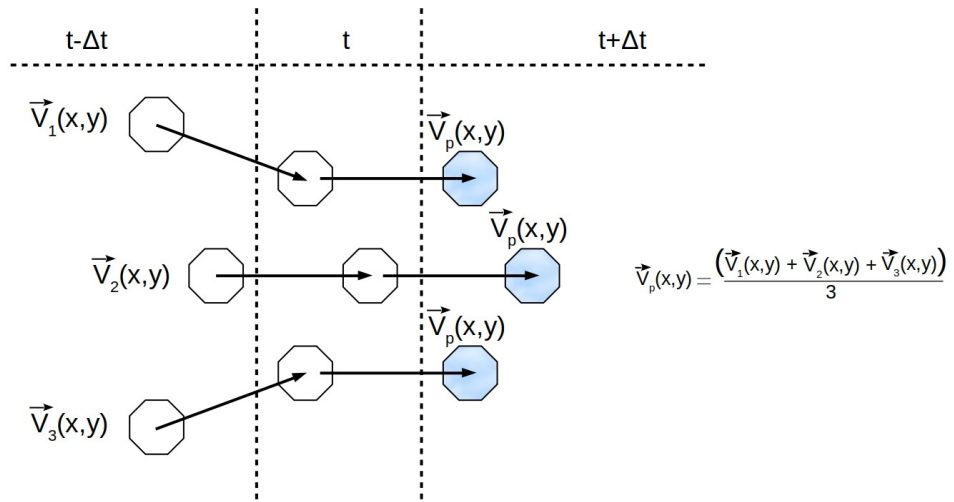 t-Δt
t
t+Δt
V⃗1(x,y)
V⃗p(x,y)
V⃗p(x,y)
V⃗2(x,y)
V⃗p(x,y) = (V⃗1(x,y) + V⃗2(x,y) + V⃗3(x,y))
3
V⃗p(x,y)
V⃗3(x,y)